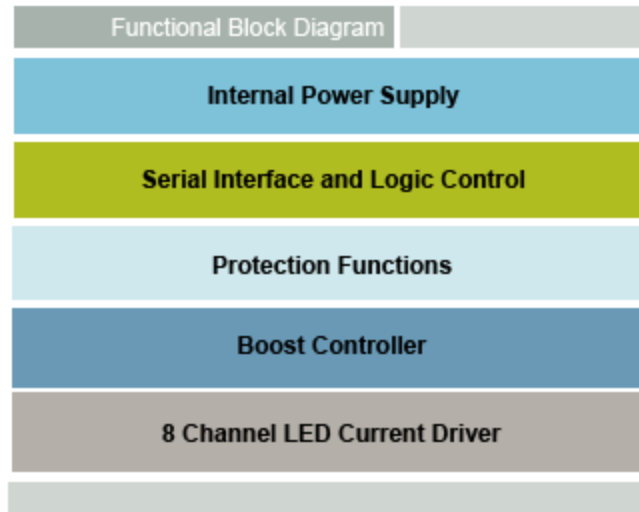 Functional Block Diagram
Internal Power Supply
Serial Interface and Logic Control
Protection Functions
Boost Controller
8 Channel LED Current Driver